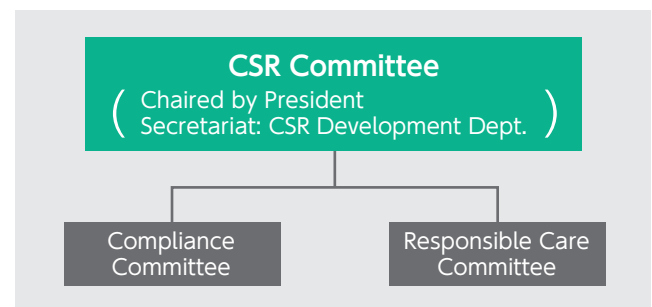 CSR Committee
( Chaired by President
Secretariat: CSR Development Dept. )
Compliance
Committee
Responsible Care
Committee